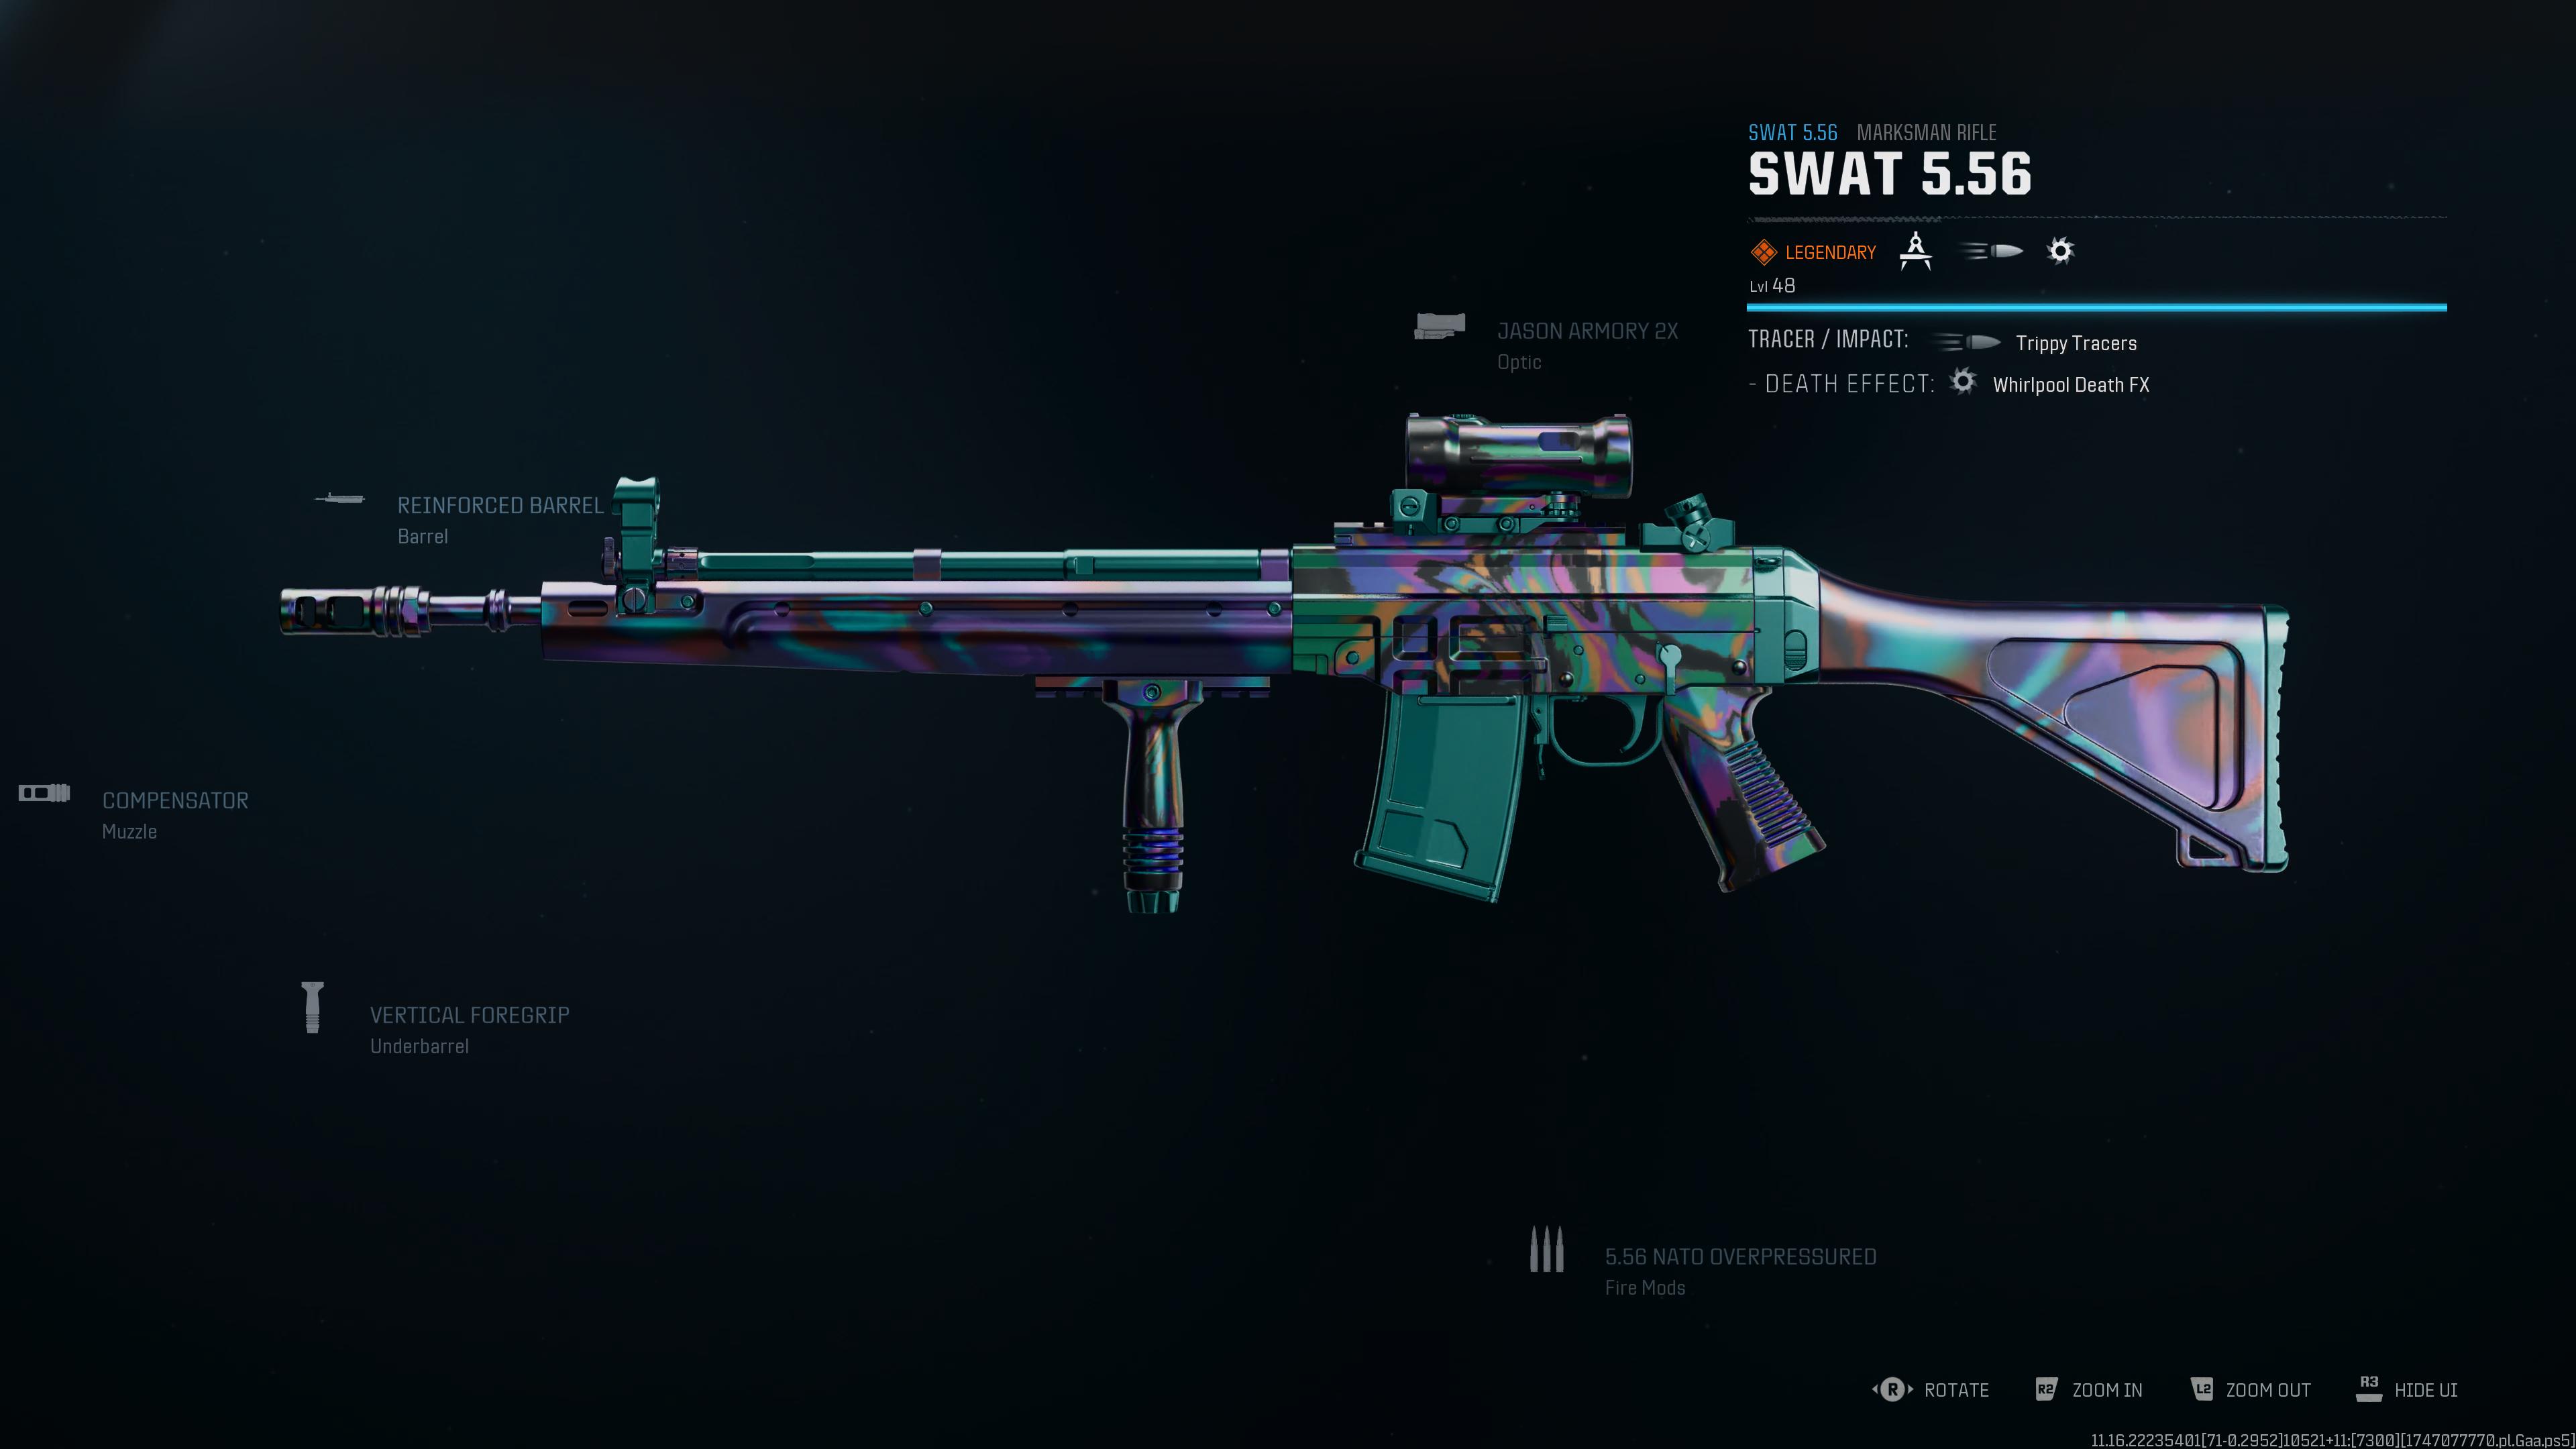 SWAT 5.56 MARKSMAN RIFLE
SWAT 5.56
LEGENDARY
Lvl 48
TRACER / IMPACT: Trippy Tracers
- DEATH EFFECT: Whirlpool Death FX
JASON ARMORY 2X
Optic
REINFORCED BARREL
Barrel
COMPENSATOR
Muzzle
VERTICAL FOREGRIP
Underbarrel
5.56 NATO OVERPRESSURED
Fire Mods
R ROTATE R2 ZOOM IN L2 ZOOM OUT R3 HIDE UI
11.16.22235401[71-0.2952]10521+11:[7300][1747077770.pl.Gaa.ps5]